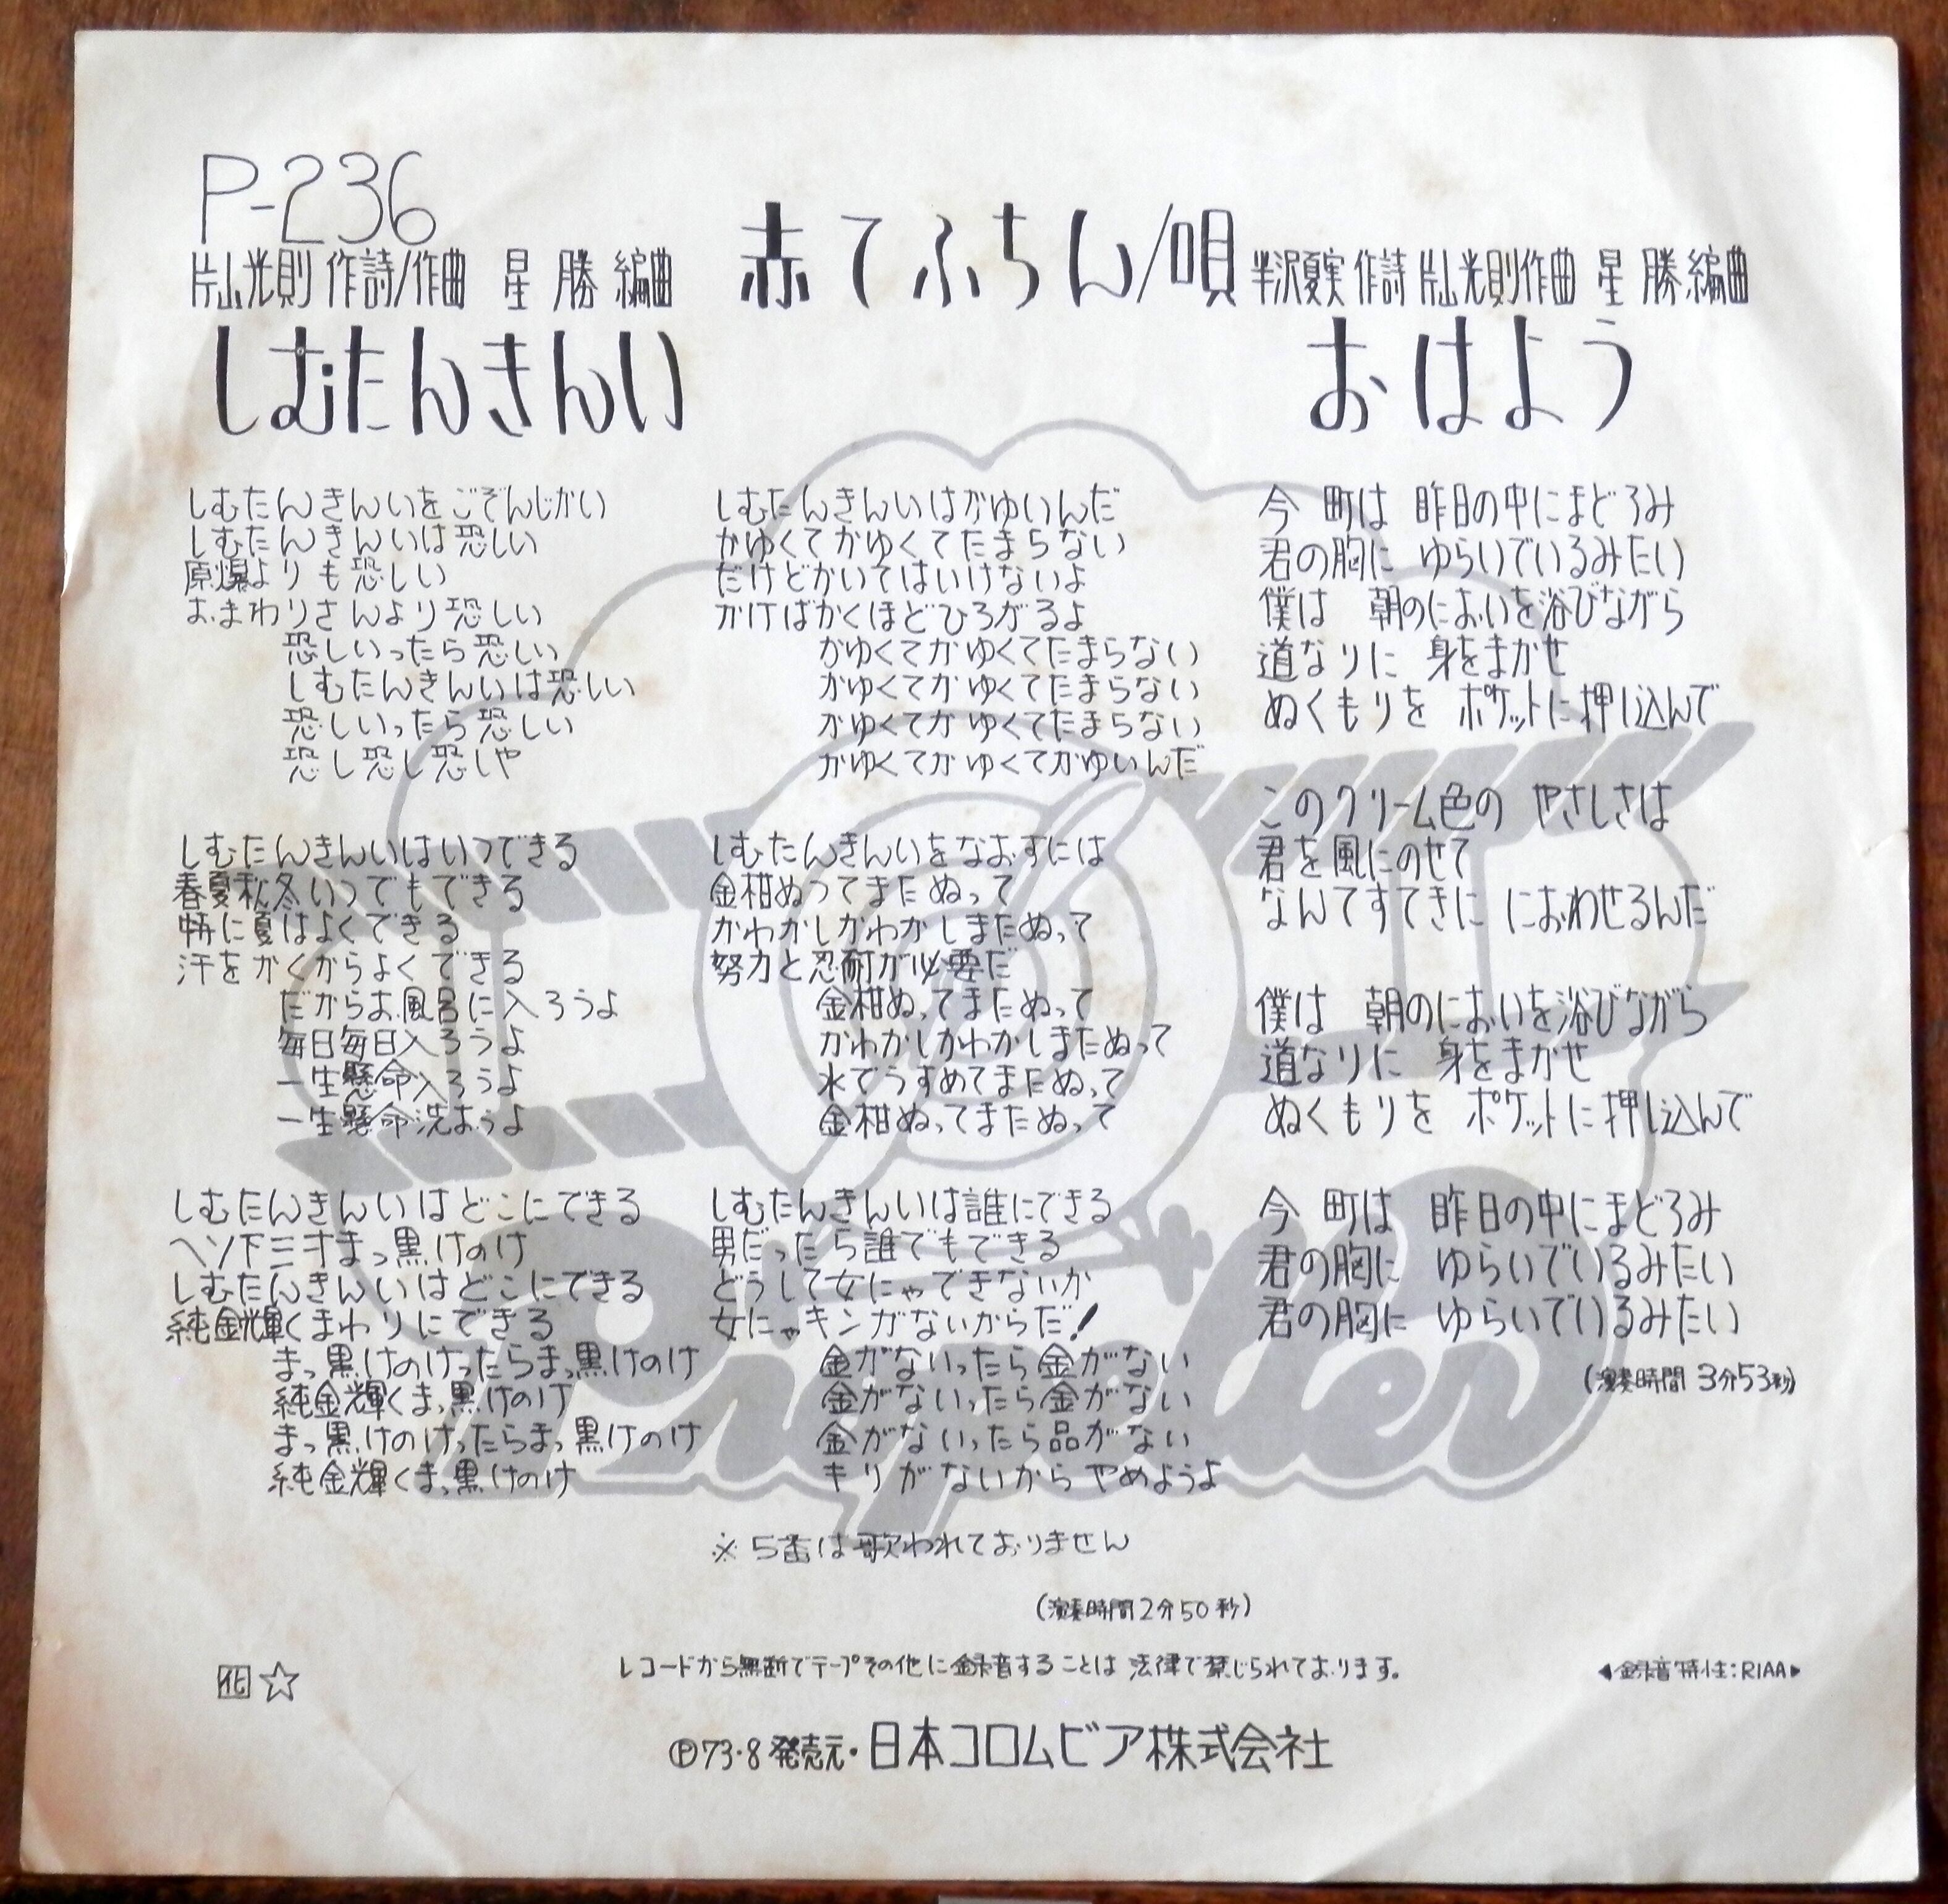 P-236
片山光則 作詩/作曲 星 勝 編曲
しむたんきんい
赤てふちん/唄
半沢夏実 作詩 片山光則作曲 星 勝 編曲
おはよう
しむたんきんいをごぞんじかい
しむたんきんいは恐しい
原爆よりも恐しい
おまわりさんより恐しい
恐しいったら恐しい
しむたんきんいは恐しい
恐しいったら恐しい
恐し恐し恐しや
しむたんきんいはいつできる
春夏秋冬いつでもできる
特に夏はよくできる
汗をかくからよくできる
だからお風呂に入ろうよ
毎日毎日入ろうよ
一生懸命入ろうよ
一生懸命洗おうよ
しむたんきんいはどこにできる
ヘソ下三寸まっ黒けのけ
しむたんきんいはどこにできる
純金輝くまわりにできる
まっ黒けのけったらまっ黒けのけ
純金輝くまっ黒けのけ
まっ黒けのけったらまっ黒けのけ
純金輝くまっ黒けのけ
しむたんきんいはかゆいんだ
かゆくてかゆくてたまらない
だけどかいてはいけないよ
かけばかくほどひろがるよ
かゆくてかゆくてたまらない
かゆくてかゆくてたまらない
かゆくてかゆくてたまらない
かゆくてかゆくてかゆいんだ
しむたんきんいをなおすには
金柑ぬってまたぬって
かわかしかわかしまたぬって
努力と忍耐が必要だ
金柑ぬってまたぬって
かわかしかわかしまたぬって
水でうすめてまたぬって
金柑ぬってまたぬって
しむたんきんいは誰にできる
男だったら誰でもできる
どうして女にゃできないか
女にゃキンがないからだ!
金がないったら金がない
金がないったら金がない
金がないったら品がない
キリがないからやめようよ
※5番は歌われておりません
(演奏時間2分50秒)
今 町は 昨日の中にまどろみ
君の胸に ゆらいでいるみたい
僕は 朝のにおいを浴びながら
道なりに 身をまかせ
ぬくもりを ポケットに押し込んで
このクリーム色の やさしさは
君を風にのせて
なんてすてきに におわせるんだ
僕は 朝のにおいを浴びながら
道なりに 身をまかせ
ぬくもりを ポケットに押し込んで
今 町は 昨日の中にまどろみ
君の胸に ゆらいでいるみたい
君の胸に ゆらいでいるみたい
(演奏時間 3分53秒)
Propeller
化☆
レコードから無断でテープその他に録音することは 法律で禁じられております。
◀録音特性:RIAA▶
Ⓟ73・8 発売元・日本コロムビア株式会社